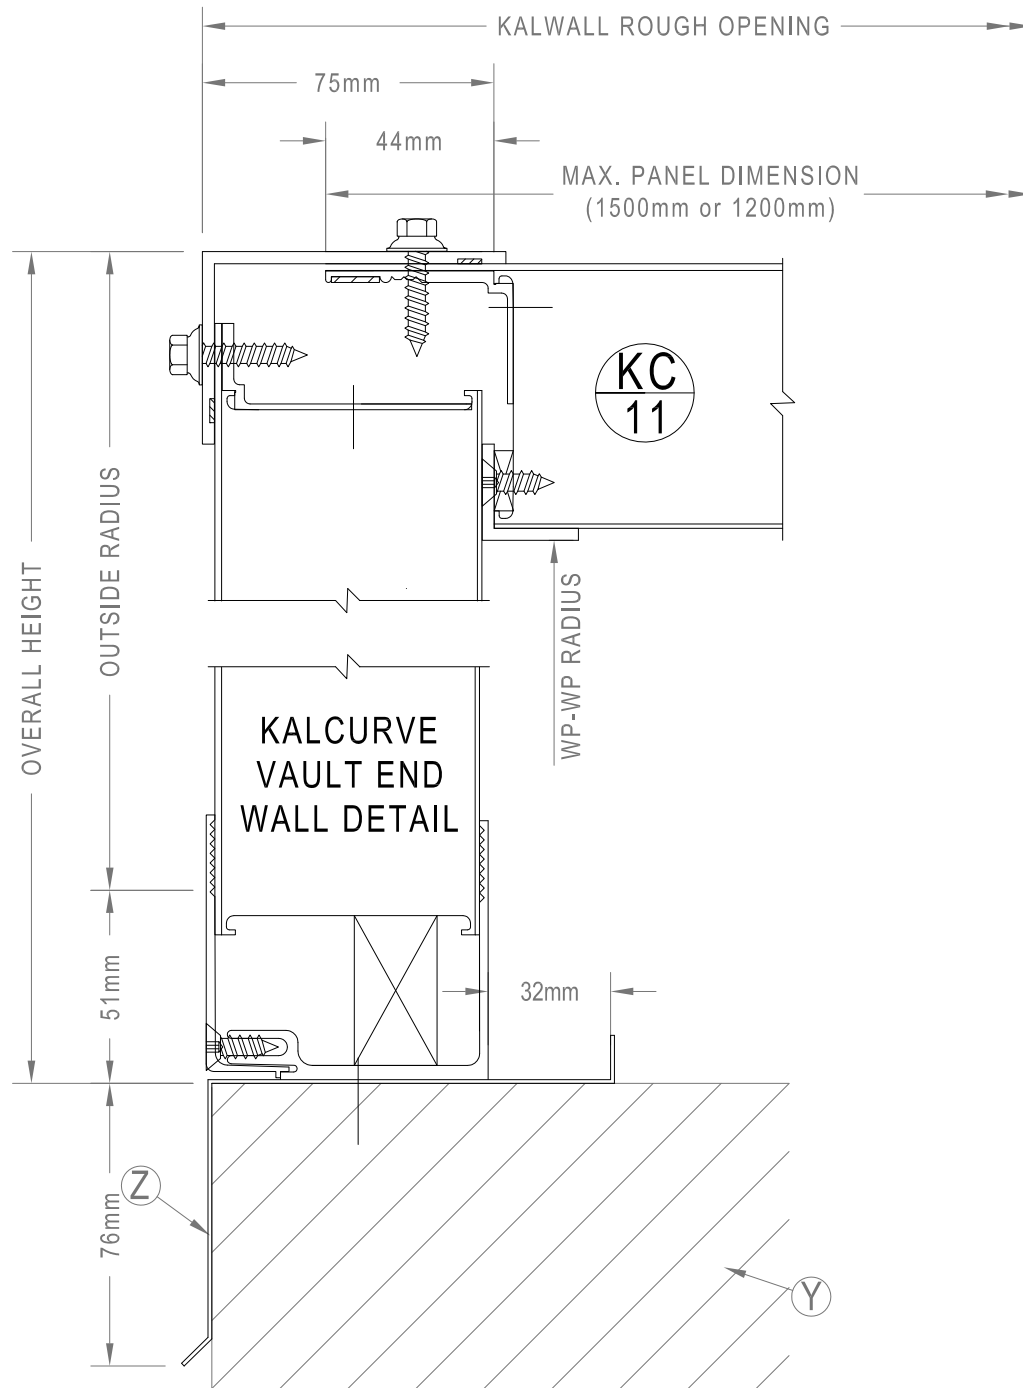 KALWALL ROUGH OPENING
75mm
44mm
MAX. PANEL DIMENSION
(1500mm or 1200mm)
KC
11
OVERALL HEIGHT
OUTSIDE RADIUS
WP-WP RADIUS
KALCURVE
VAULT END
WALL DETAIL
51mm
32mm
76mm
Z
Y